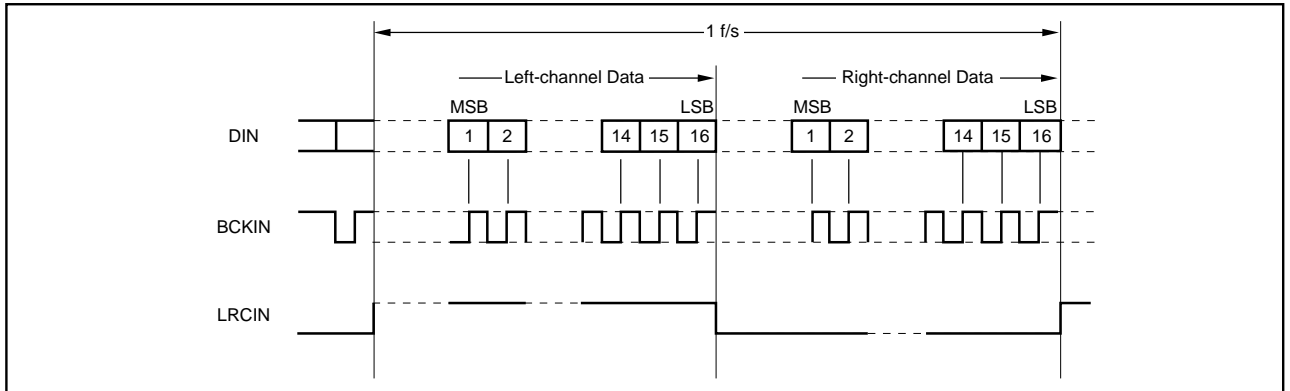 1 f/s
Left-channel Data
Right-channel Data
MSB
LSB
MSB
LSB
DIN
1
2
14
15
16
1
2
14
15
16
BCKIN
LRCIN